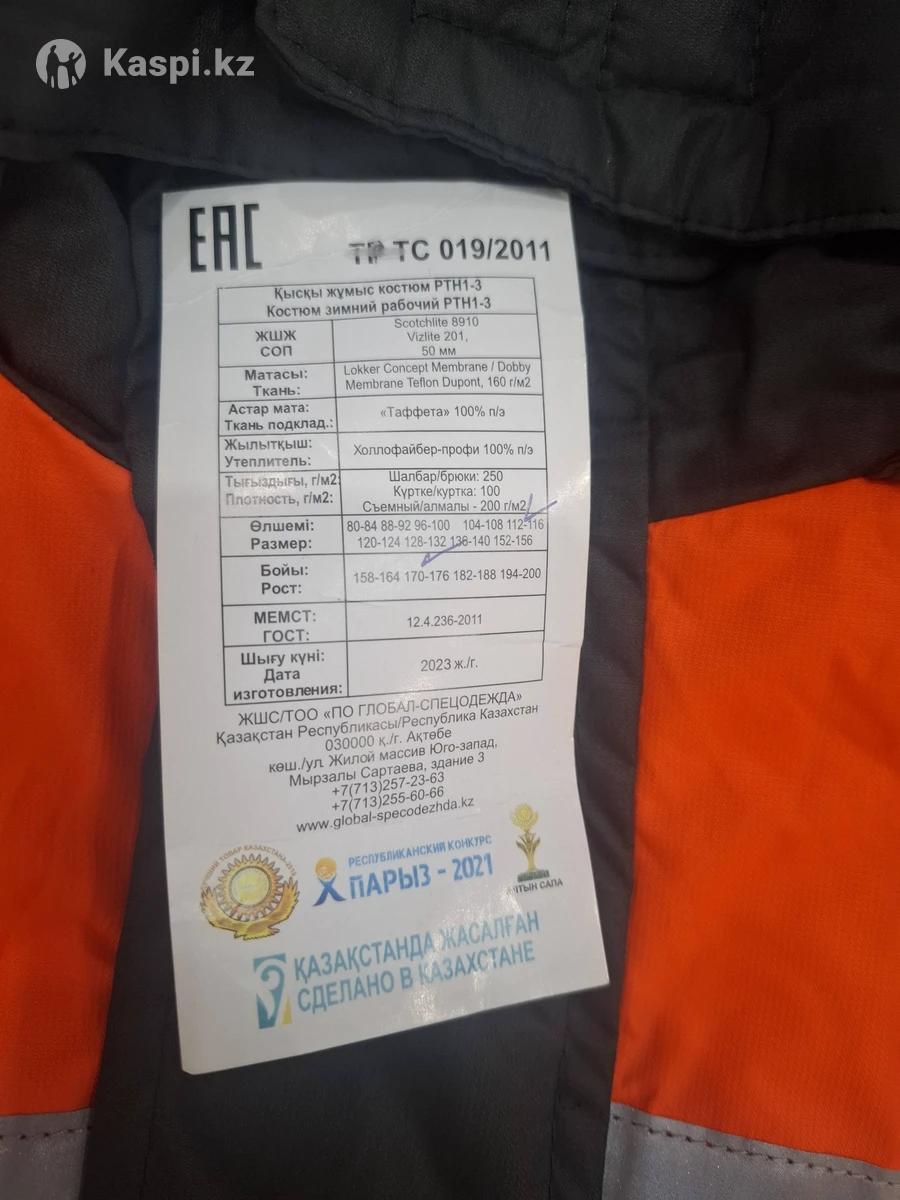 Kaspi.kz
EAC
ТР ТС 019/2011
Қысқы жұмыс костюм РТН1-3
Костюм зимний рабочий РТН1-3
ЖШЖ
СОП
Scotchlite 8910
Vizlite 201,
50 мм
Матасы:
Ткань:
Lokker Concept Membrane / Dobby
Membrane Teflon Dupont, 160 г/м2
Астар мата:
Ткань подклад.:
«Таффета» 100% п/э
Жылытқыш:
Утеплитель:
Холлофайбер-профи 100% п/э
Тығыздығы, г/м2:
Плотность, г/м2:
Шалбар/брюки: 250
Күртке/куртка: 100
Съемный/алмалы - 200 г/м2
Өлшемі:
Размер:
80-84 88-92 96-100 104-108 112-116
120-124 128-132 136-140 152-156
Бойы:
Рост:
158-164 170-176 182-188 194-200
МЕМСТ:
ГОСТ:
12.4.236-2011
Шығу күні:
Дата
изготовления:
2023 ж./г.
ЖШС/ТОО «ПО ГЛОБАЛ-СПЕЦОДЕЖДА»
Қазақстан Республикасы/Республика Казахстан
030000 қ./г. Ақтөбе
көш./ул. Жилой массив Юго-запад,
Мырзалы Сартаева, здание 3
+7(713)257-23-63
+7(713)255-60-66
www.global-specodezhda.kz
РЕСПУБЛИКАНСКИЙ КОНКУРС
ПАРЫЗ - 2021
САПА
ҚАЗАҚСТАНДА ЖАСАЛҒАН
СДЕЛАНО В КАЗАХСТАНЕ